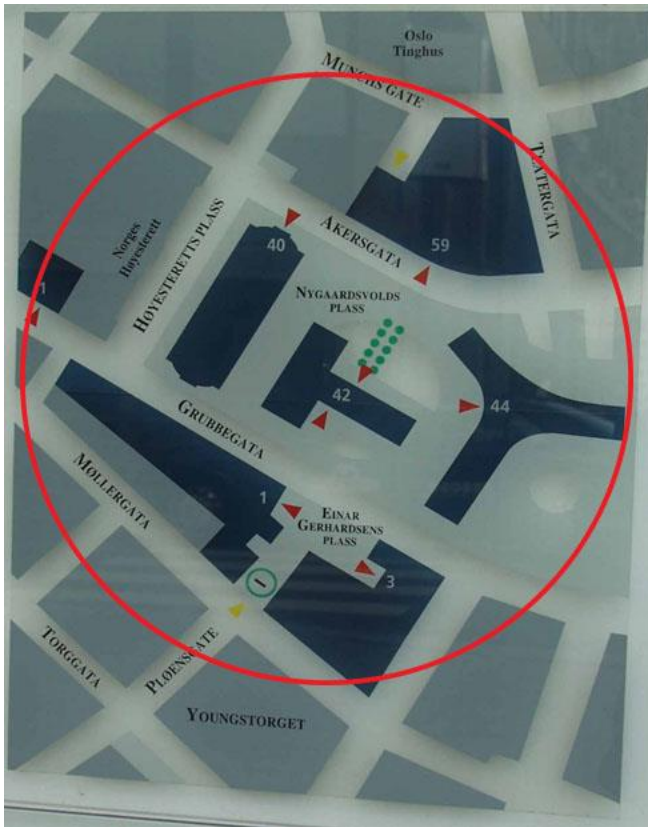 Oslo
Tinghus
MUNCHS GATE
TEATERGATA
AKERSGATA
40
59
Norges
Høyesterett
HØYESTERETTS PLASS
1
NYGAARDSVOLDS
PLASS
42
44
GRUBBEGATA
MØLLERGATA
1
EINAR
GERHARDSENS
PLASS
3
TORGGATA
PLØENSGATE
YOUNGSTORGET